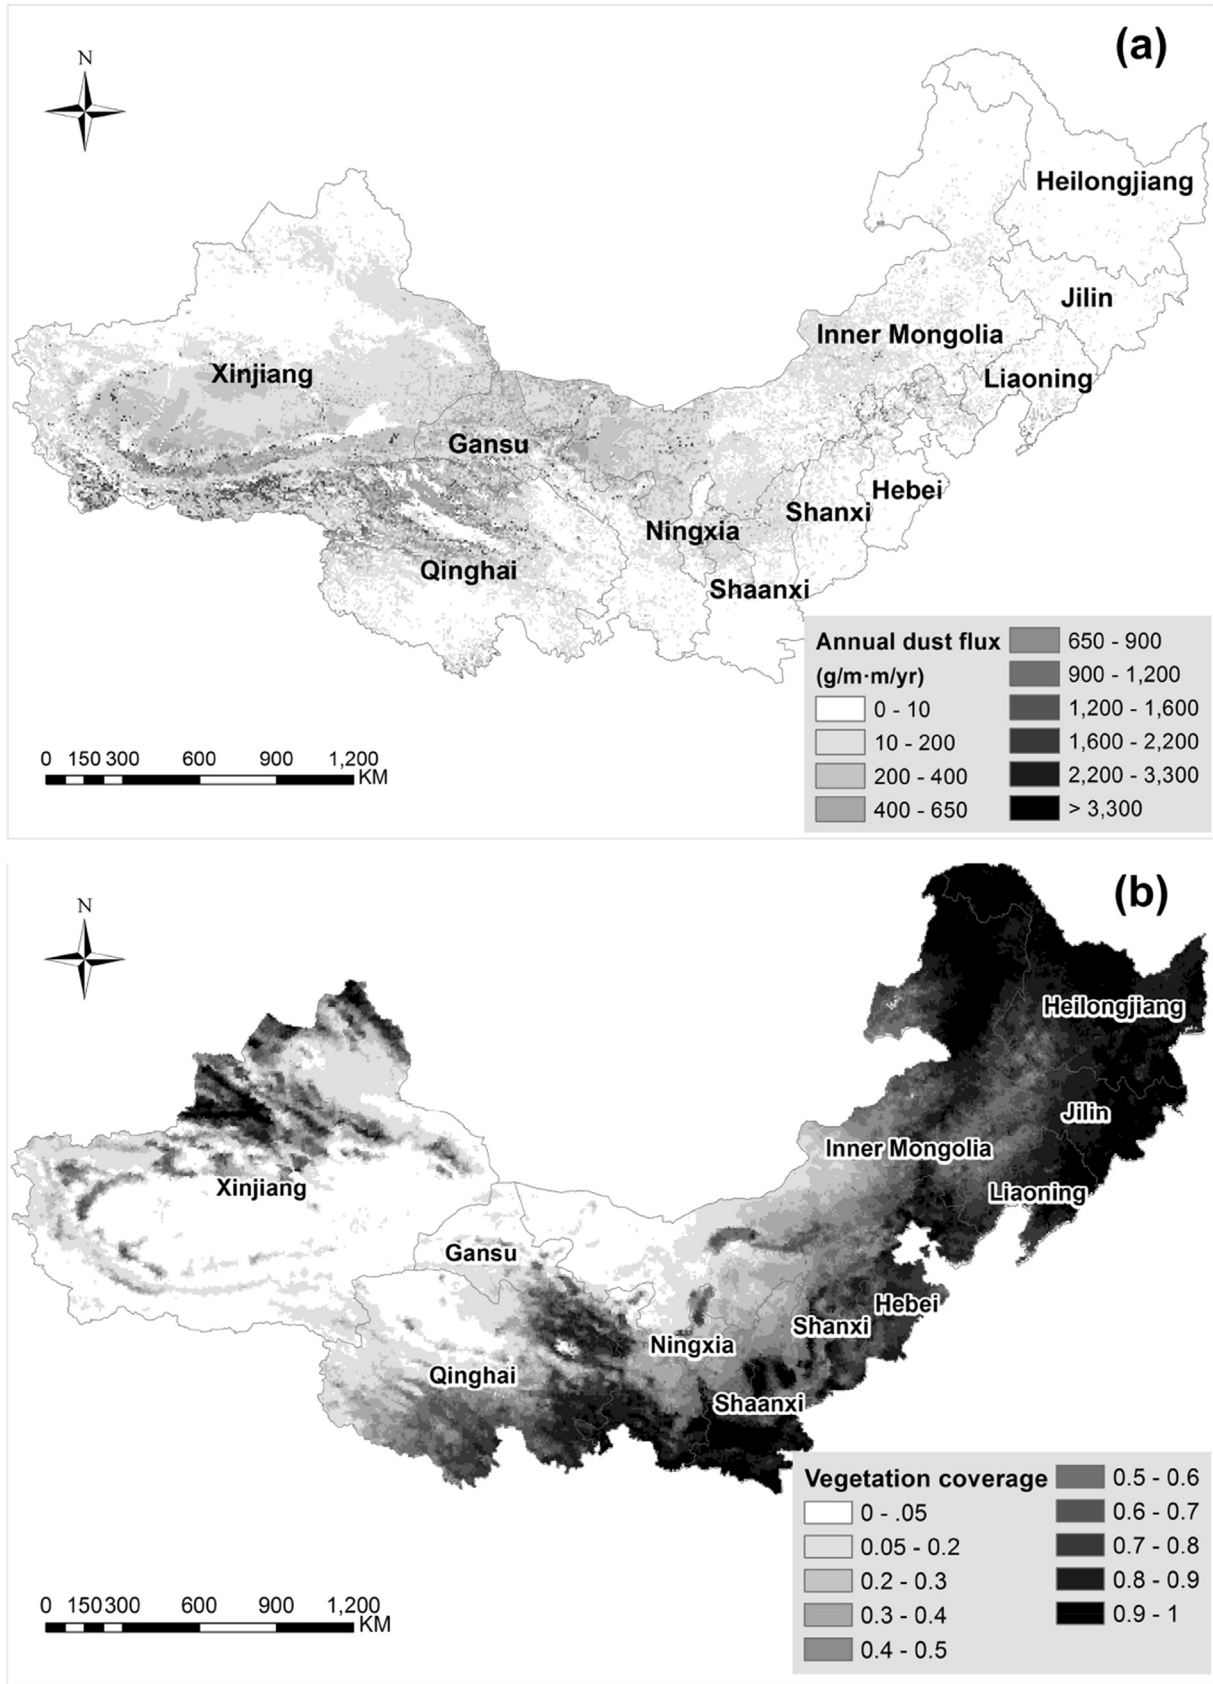 (a)
N
Heilongjiang
Jilin
Inner Mongolia
Xinjiang
Liaoning
Gansu
Hebei
Shanxi
Ningxia
Qinghai
Shaanxi
Annual dust flux
(g/m·m/yr)
0 - 10
10 - 200
200 - 400
400 - 650
650 - 900
900 - 1,200
1,200 - 1,600
1,600 - 2,200
2,200 - 3,300
> 3,300
0 150 300 600 900 1,200
KM
(b)
N
Heilongjiang
Jilin
Inner Mongolia
Xinjiang
Liaoning
Gansu
Hebei
Shanxi
Ningxia
Qinghai
Shaanxi
Vegetation coverage
0 - .05
0.05 - 0.2
0.2 - 0.3
0.3 - 0.4
0.4 - 0.5
0.5 - 0.6
0.6 - 0.7
0.7 - 0.8
0.8 - 0.9
0.9 - 1
0 150 300 600 900 1,200
KM